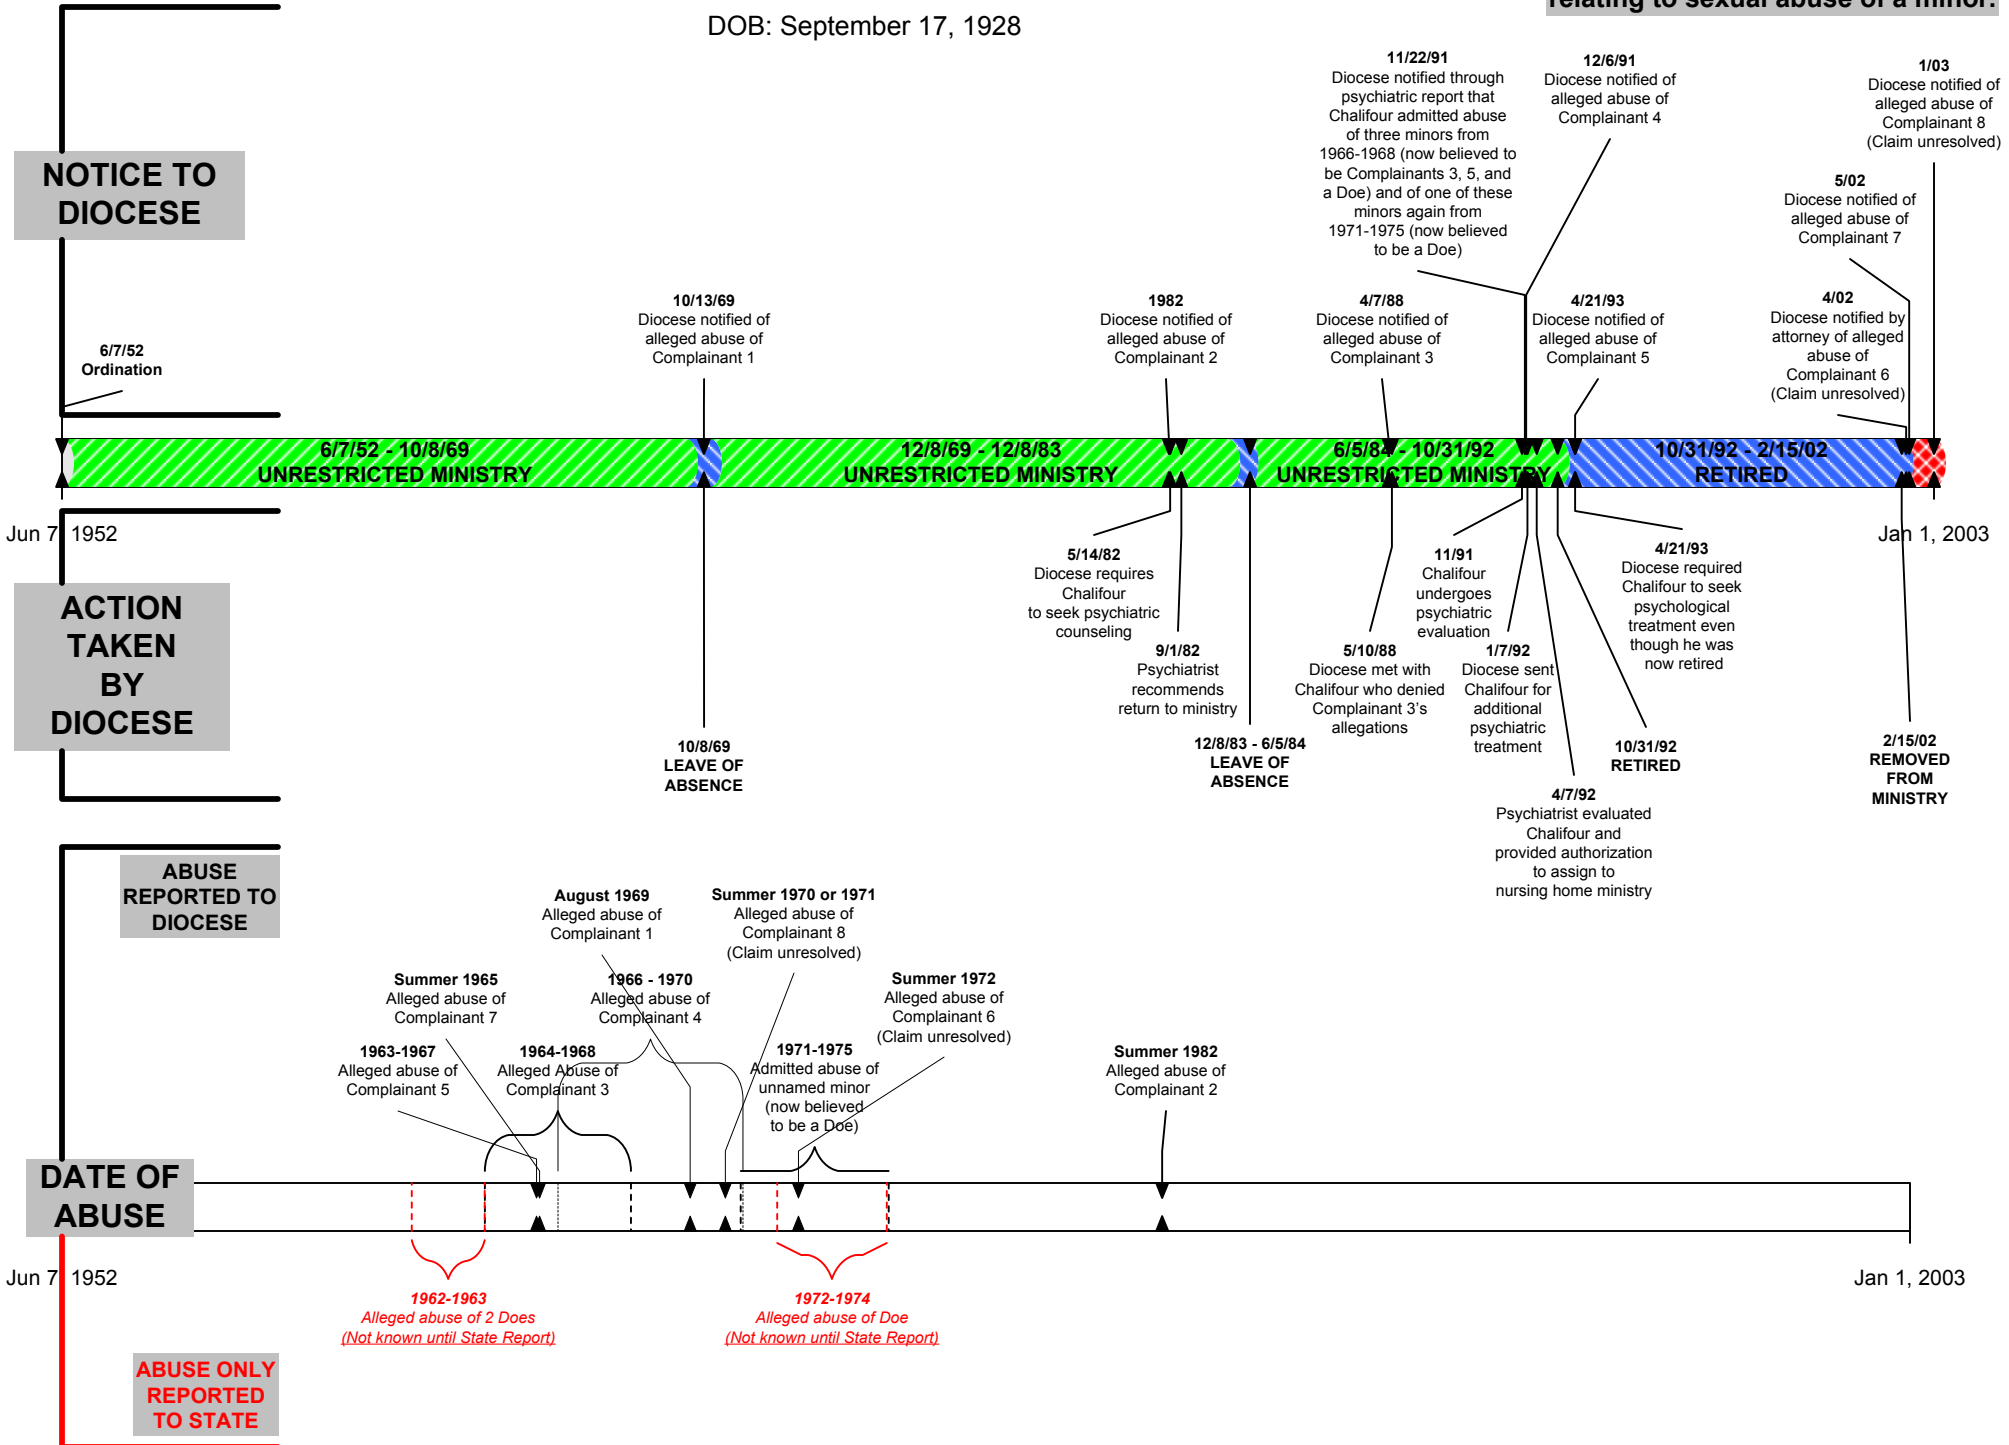 relating to sexual abuse of a minor.
DOB: September 17, 1928
NOTICE TO
DIOCESE
6/7/52
Ordination
10/13/69
Diocese notified of
alleged abuse of
Complainant 1
1982
Diocese notified of
alleged abuse of
Complainant 2
4/7/88
Diocese notified of
alleged abuse of
Complainant 3
11/22/91
Diocese notified through
psychiatric report that
Chalifour admitted abuse
of three minors from
1966-1968 (now believed to
be Complainants 3, 5, and
a Doe) and of one of these
minors again from
1971-1975 (now believed
to be a Doe)
12/6/91
Diocese notified of
alleged abuse of
Complainant 4
4/21/93
Diocese notified of
alleged abuse of
Complainant 5
4/02
Diocese notified by
attorney of alleged
abuse of
Complainant 6
(Claim unresolved)
5/02
Diocese notified of
alleged abuse of
Complainant 7
1/03
Diocese notified of
alleged abuse of
Complainant 8
(Claim unresolved)
6/7/52 - 10/8/69
UNRESTRICTED MINISTRY
12/8/69 - 12/8/83
UNRESTRICTED MINISTRY
6/5/84 - 10/31/92
UNRESTRICTED MINISTRY
10/31/92 - 2/15/02
RETIRED
Jun 7, 1952
Jan 1, 2003
ACTION
TAKEN
BY
DIOCESE
10/8/69
LEAVE OF
ABSENCE
5/14/82
Diocese requires
Chalifour
to seek psychiatric
counseling
9/1/82
Psychiatrist
recommends
return to ministry
12/8/83 - 6/5/84
LEAVE OF
ABSENCE
5/10/88
Diocese met with
Chalifour who denied
Complainant 3's
allegations
11/91
Chalifour
undergoes
psychiatric
evaluation
1/7/92
Diocese sent
Chalifour for
additional
psychiatric
treatment
4/7/92
Psychiatrist evaluated
Chalifour and
provided authorization
to assign to
nursing home ministry
10/31/92
RETIRED
4/21/93
Diocese required
Chalifour to seek
psychological
treatment even
though he was
now retired
2/15/02
REMOVED
FROM
MINISTRY
ABUSE
REPORTED TO
DIOCESE
1963-1967
Alleged abuse of
Complainant 5
Summer 1965
Alleged abuse of
Complainant 7
1964-1968
Alleged Abuse of
Complainant 3
August 1969
Alleged abuse of
Complainant 1
1966 - 1970
Alleged abuse of
Complainant 4
Summer 1970 or 1971
Alleged abuse of
Complainant 8
(Claim unresolved)
1971-1975
Admitted abuse of
unnamed minor
(now believed
to be a Doe)
Summer 1972
Alleged abuse of
Complainant 6
(Claim unresolved)
Summer 1982
Alleged abuse of
Complainant 2
DATE OF
ABUSE
Jun 7, 1952
Jan 1, 2003
1962-1963
Alleged abuse of 2 Does
(Not known until State Report)
1972-1974
Alleged abuse of Doe
(Not known until State Report)
ABUSE ONLY
REPORTED
TO STATE